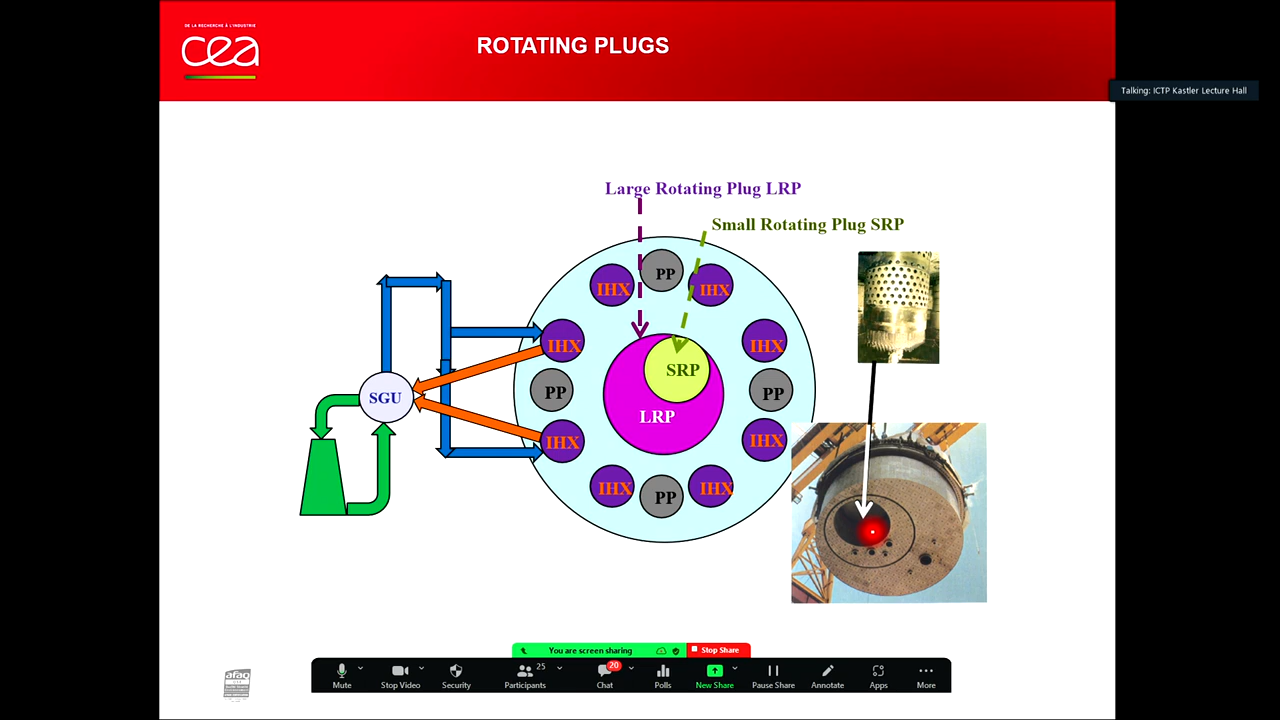 DE LA RECHERCHE À L'INDUSTRIE
cea
ROTATING PLUGS
Talking: ICTP Kastler Lecture Hall
Large Rotating Plug LRP
Small Rotating Plug SRP
PP
IHX
IHX
IHX
IHX
SRP
PP
PP
SGU
LRP
IHX
IHX
IHX
PP
IHX
You are screen sharing
Stop Share
afaq
Mute
Stop Video
Security
25
Participants
20
Chat
Polls
New Share
Pause Share
Annotate
Apps
More